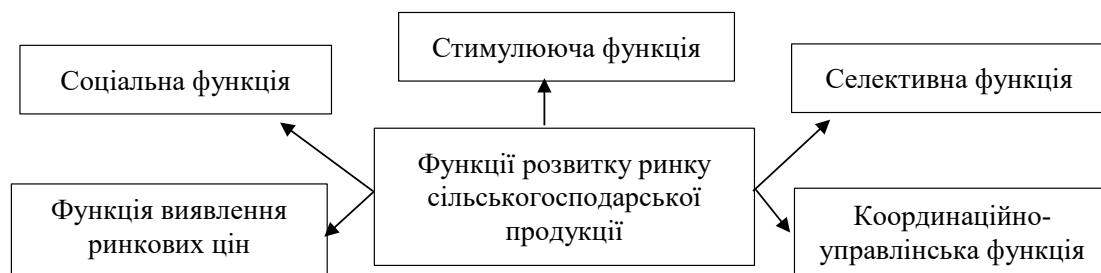 Стимулююча функція
Соціальна функція
Селективна функція
Функції розвитку ринку
сільськогосподарської
продукції
Функція виявлення
ринкових цін
Координаційно-
управлінська функція